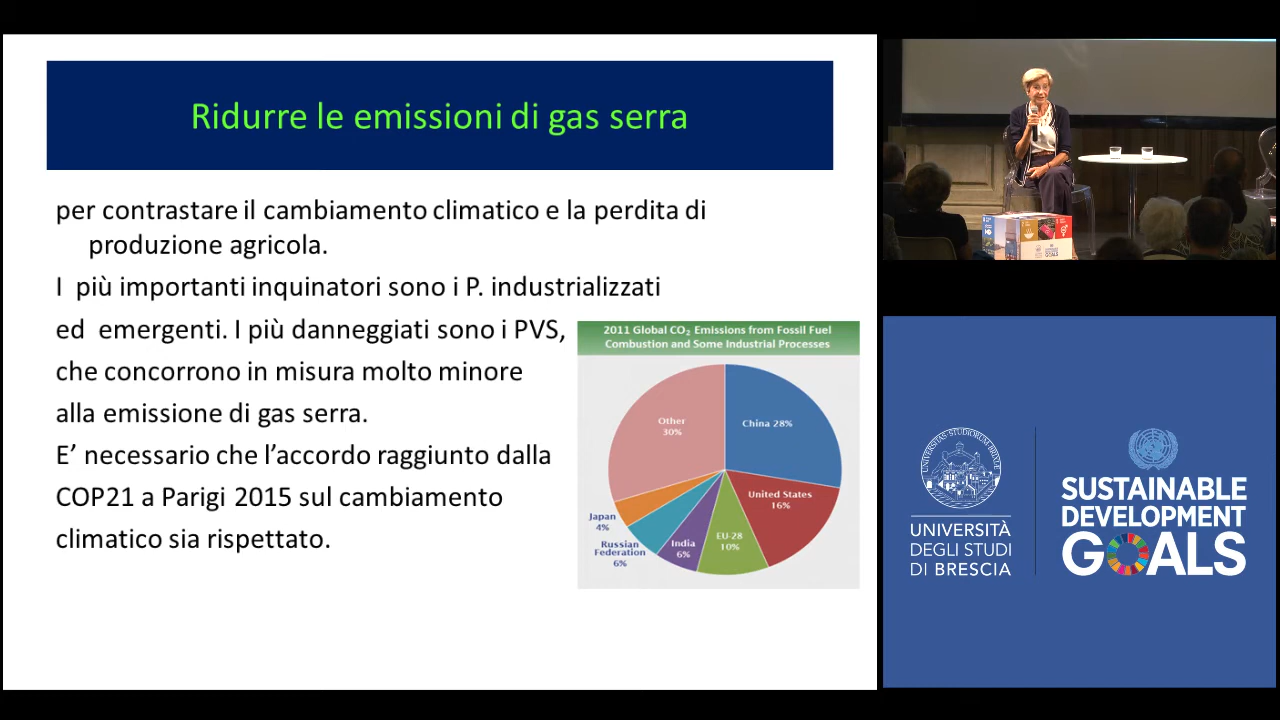 Ridurre le emissioni di gas serra
per contrastare il cambiamento climatico e la perdita di
produzione agricola.
I più importanti inquinatori sono i P. industrializzati
ed emergenti. I più danneggiati sono i PVS,
che concorrono in misura molto minore
alla emissione di gas serra.
E’ necessario che l’accordo raggiunto dalla
COP21 a Parigi 2015 sul cambiamento
climatico sia rispettato.
2011 Global CO₂ Emissions from Fossil Fuel
Combustion and Some Industrial Processes
Other
30%
China 28%
United States
16%
EU-28
10%
India
6%
Russian
Federation
6%
Japan
4%
UNIVERSITÀ
DEGLI STUDI
DI BRESCIA
SUSTAINABLE
DEVELOPMENT
GOALS